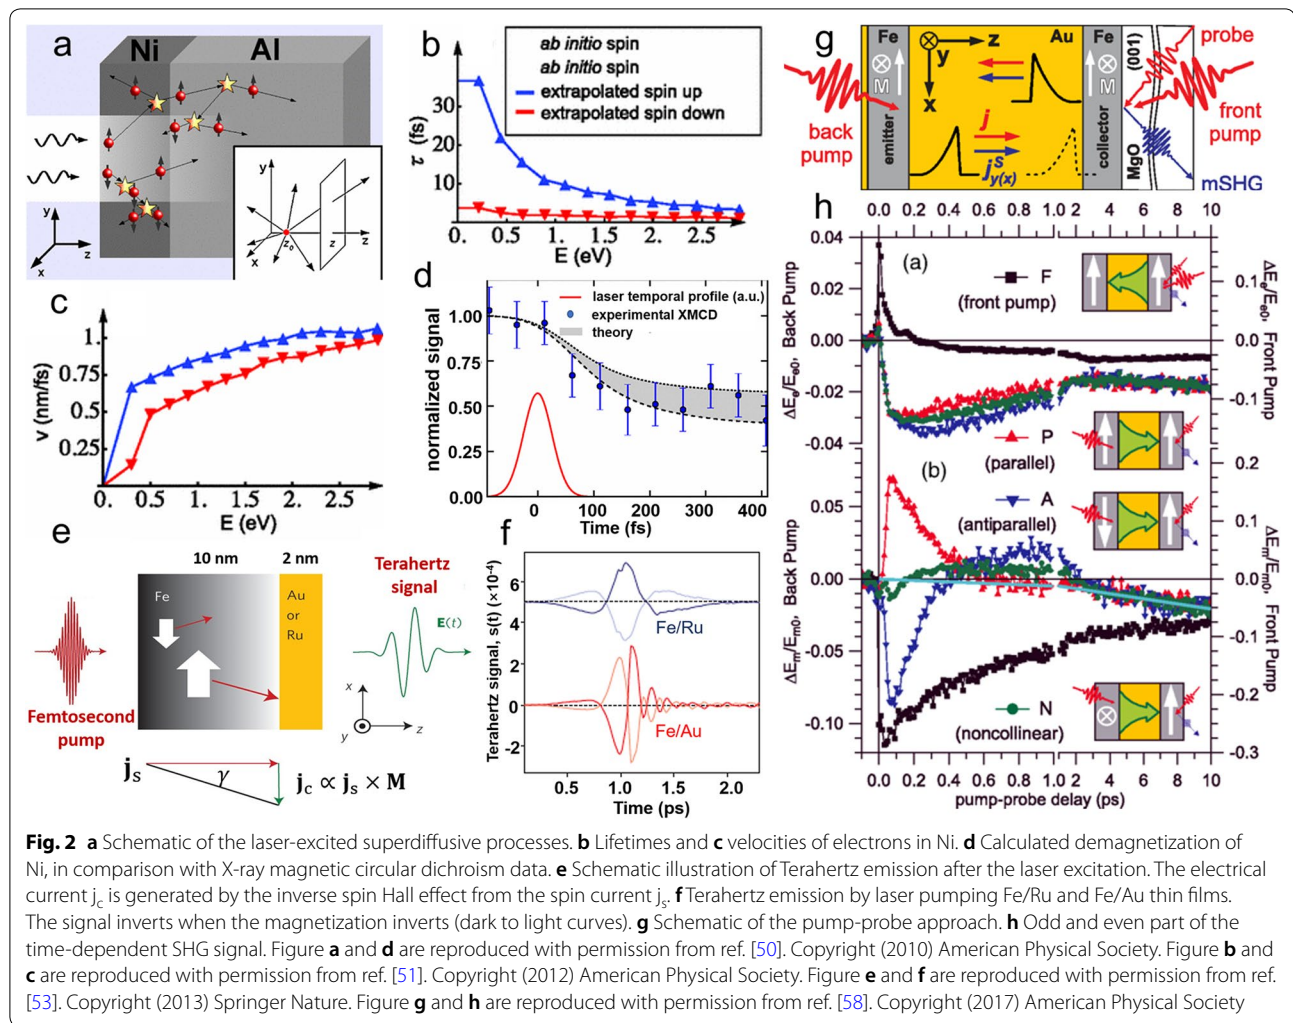 a
Ni
Al
y
x
z
y
x
z₀
z
z
b
τ (fs)
30
20
10
0.
0.5
1.
1.5
2.
2.5
E (eV)
ab initio spin
ab initio spin
extrapolated spin up
extrapolated spin down
c
v (nm/fs)
1.
0.75
0.5
0.25
0
0.
0.5
1.
1.5
2.
2.5
E (eV)
d
normalized signal
1.00
0.75
0.50
0.25
0.00
0
100
200
300
400
Time (fs)
laser temporal profile (a.u.)
experimental XMCD
theory
e
10 nm
2 nm
Fe
Au
or
Ru
Femtosecond
pump
Terahertz
signal
E(t)
x
y
z
jₛ
γ
j꜀ ∝ jₛ × M
f
Terahertz signal, s(t) (×10⁻⁴)
6
4
2
0
-2
Fe/Ru
Fe/Au
0.5
1.0
1.5
2.0
Time (ps)
g
back
pump
Fe
M
emitter
z
y
x
Au
j
jˢy(x)
Fe
M
collector
(001)
MgO
probe
front
pump
mSHG
h
0.0 0.2 0.4 0.6 0.8 1.0 2 4 6 8 10
(a)
F
(front pump)
0.04
0.02
0.00
-0.02
-0.04
0.1
0.0
-0.1
ΔEₑ/Eₑ₀, Back Pump
ΔEₑ/Eₑ₀, Front Pump
P
(parallel)
(b)
A
(antiparallel)
0.05
0.00
-0.05
-0.10
0.2
0.1
0.0
-0.1
-0.2
-0.3
ΔEₘ/Eₘ₀, Back Pump
ΔEₘ/Eₘ₀, Front Pump
N
(noncollinear)
0.0 0.2 0.4 0.6 0.8 1.0 2 4 6 8 10
pump-probe delay (ps)
Fig. 2 a Schematic of the laser-excited superdiffusive processes. b Lifetimes and c velocities of electrons in Ni. d Calculated demagnetization of
Ni, in comparison with X-ray magnetic circular dichroism data. e Schematic illustration of Terahertz emission after the laser excitation. The electrical
current j꜀ is generated by the inverse spin Hall effect from the spin current jₛ. f Terahertz emission by laser pumping Fe/Ru and Fe/Au thin films.
The signal inverts when the magnetization inverts (dark to light curves). g Schematic of the pump-probe approach. h Odd and even part of the
time-dependent SHG signal. Figure a and d are reproduced with permission from ref. [50]. Copyright (2010) American Physical Society. Figure b and
c are reproduced with permission from ref. [51]. Copyright (2012) American Physical Society. Figure e and f are reproduced with permission from ref.
[53]. Copyright (2013) Springer Nature. Figure g and h are reproduced with permission from ref. [58]. Copyright (2017) American Physical Society